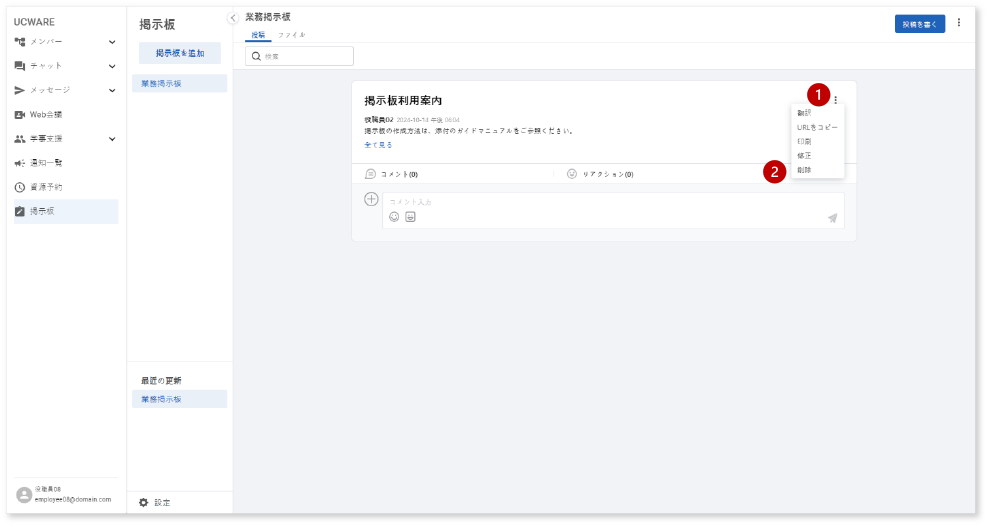 UCWARE
メンバー
チャット
メッセージ
Web会議
学事支援
通知一覧
資源予約
掲示板
役職員08
employee08@domain.com
掲示板
掲示板を追加
業務掲示板
最近の更新
業務掲示板
設定
業務掲示板
投稿を書く
投稿 ファイル
検索
掲示板利用案内
役職員02 2024-10-14 午後 06:04
掲示板の作成方法は、添付のガイドマニュアルをご参照ください。
全て見る
コメント(0) リアクション(0)
コメント入力
1
翻訳
URLをコピー
印刷
修正
2
削除